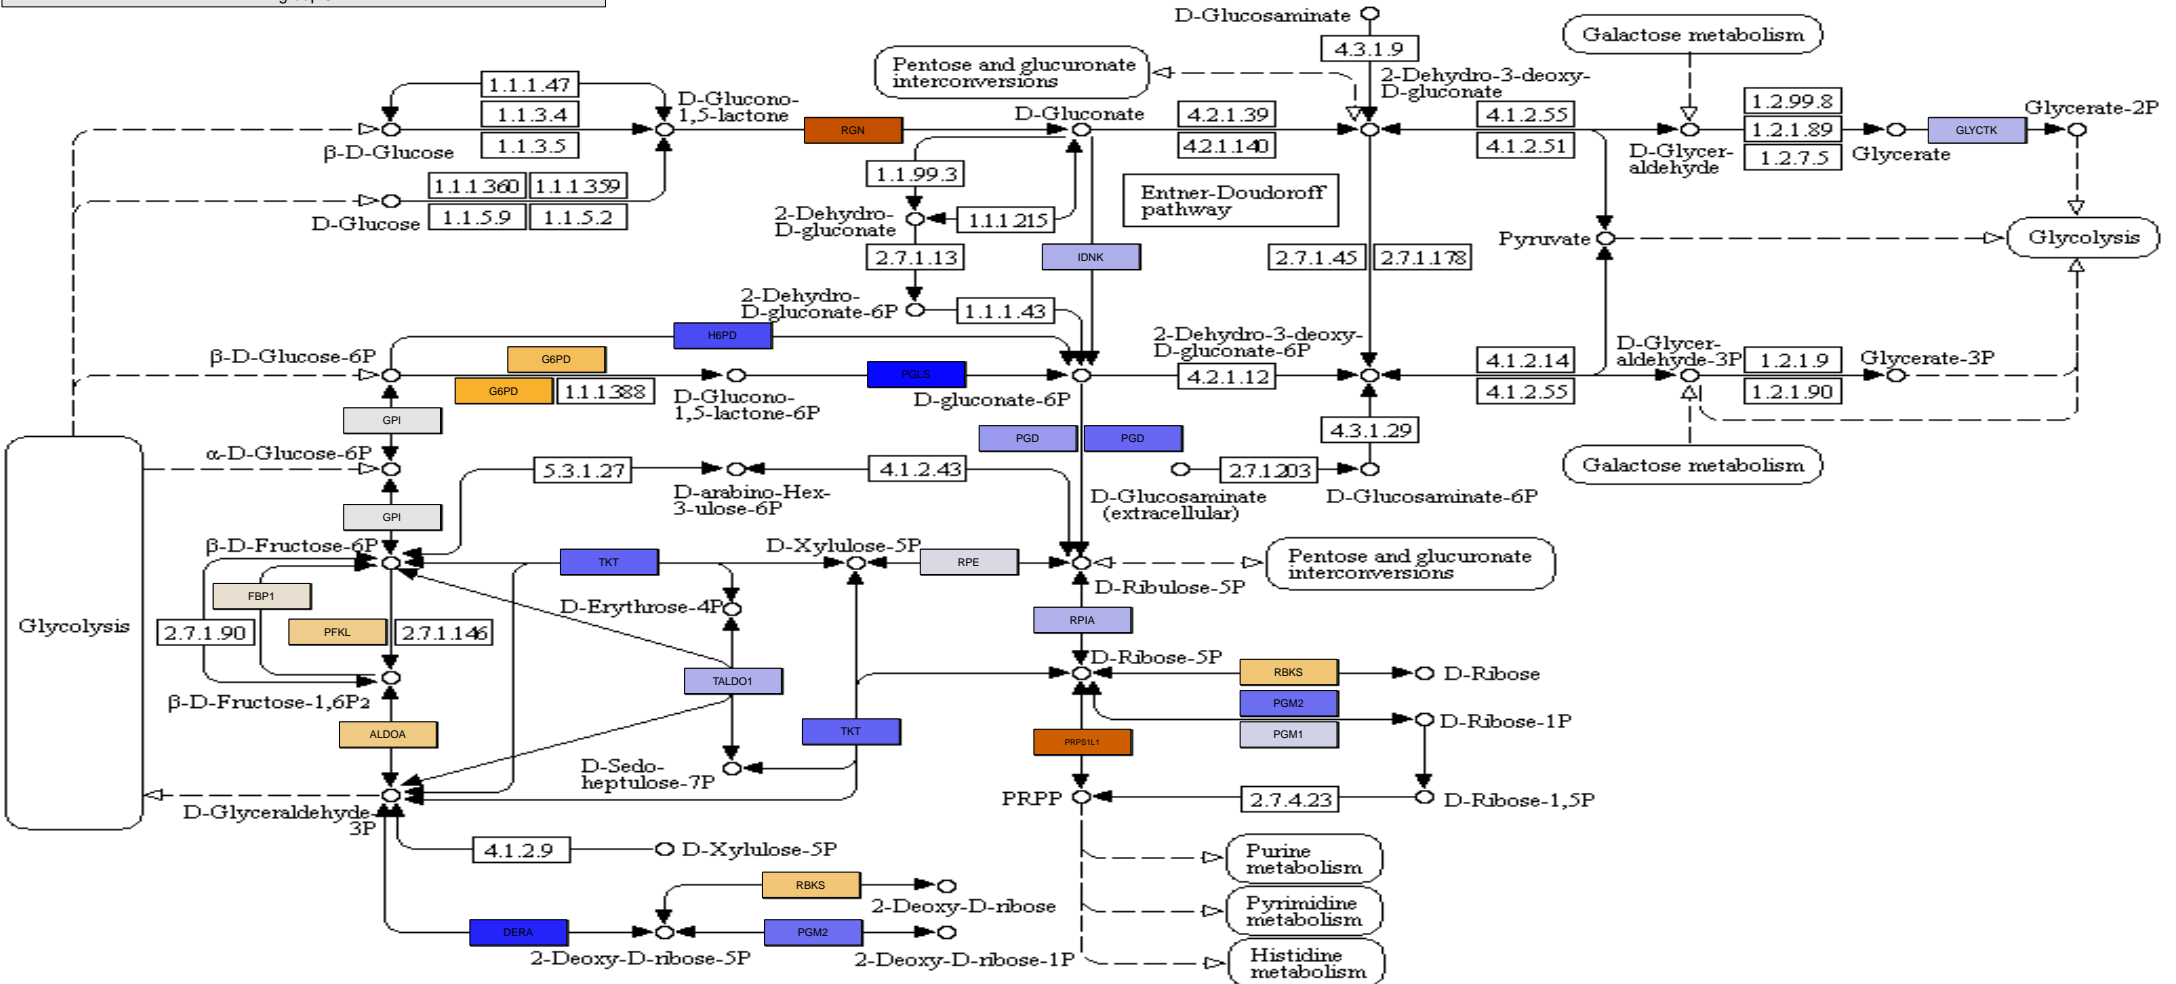 D-Glucosaminate
4.3.1.9
Galactose metabolism
Pentose and glucuronate
interconversions
2-Dehydro-3-deoxy-
D-gluconate
1.1.1.47
1.1.3.4
1.1.3.5
D-Glucono-
1,5-lactone
RGN
D-Gluconate
4.2.1.39
4.2.1.140
4.1.2.55
4.1.2.51
1.2.99.8
1.2.1.89
1.2.7.5
Glycerate-2P
GLYCTK
β-D-Glucose
D-Glycer-
aldehyde
Glycerate
1.1.1.360
1.1.1.359
1.1.5.9
1.1.5.2
D-Glucose
1.1.99.3
Entner-Doudoroff
pathway
2-Dehydro-
D-gluconate
1.1.1.215
Pyruvate
Glycolysis
2.7.1.13
IDNK
2.7.1.45
2.7.1.178
2-Dehydro-
D-gluconate-6P
1.1.1.43
H6PD
β-D-Glucose-6P
G6PD
G6PD
1.1.1.388
D-Glucono-
1,5-lactone-6P
PGLS
D-gluconate-6P
2-Dehydro-3-deoxy-
D-gluconate-6P
4.2.1.12
4.1.2.14
4.1.2.55
D-Glycer-
aldehyde-3P
1.2.1.9
1.2.1.90
Glycerate-3P
GPI
PGD
PGD
4.3.1.29
α-D-Glucose-6P
5.3.1.27
4.1.2.43
2.7.1.203
Galactose metabolism
D-arabino-Hex-
3-ulose-6P
D-Glucosaminate
(extracellular)
D-Glucosaminate-6P
GPI
β-D-Fructose-6P
TKT
D-Xylulose-5P
RPE
Pentose and glucuronate
interconversions
D-Ribulose-5P
FBP1
D-Erythrose-4P
RPIA
Glycolysis
2.7.1.90
PFKL
2.7.1.146
D-Ribose-5P
RBKS
D-Ribose
TALDO1
β-D-Fructose-1,6P2
PGM2
D-Ribose-1P
PGM1
ALDOA
TKT
PRPS1L1
D-Sedo-
heptulose-7P
PRPP
2.7.4.23
D-Ribose-1,5P
D-Glyceraldehyde-
3P
4.1.2.9
D-Xylulose-5P
Purine
metabolism
RBKS
2-Deoxy-D-ribose
Pyrimidine
metabolism
DERA
PGM2
2-Deoxy-D-ribose-5P
2-Deoxy-D-ribose-1P
Histidine
metabolism